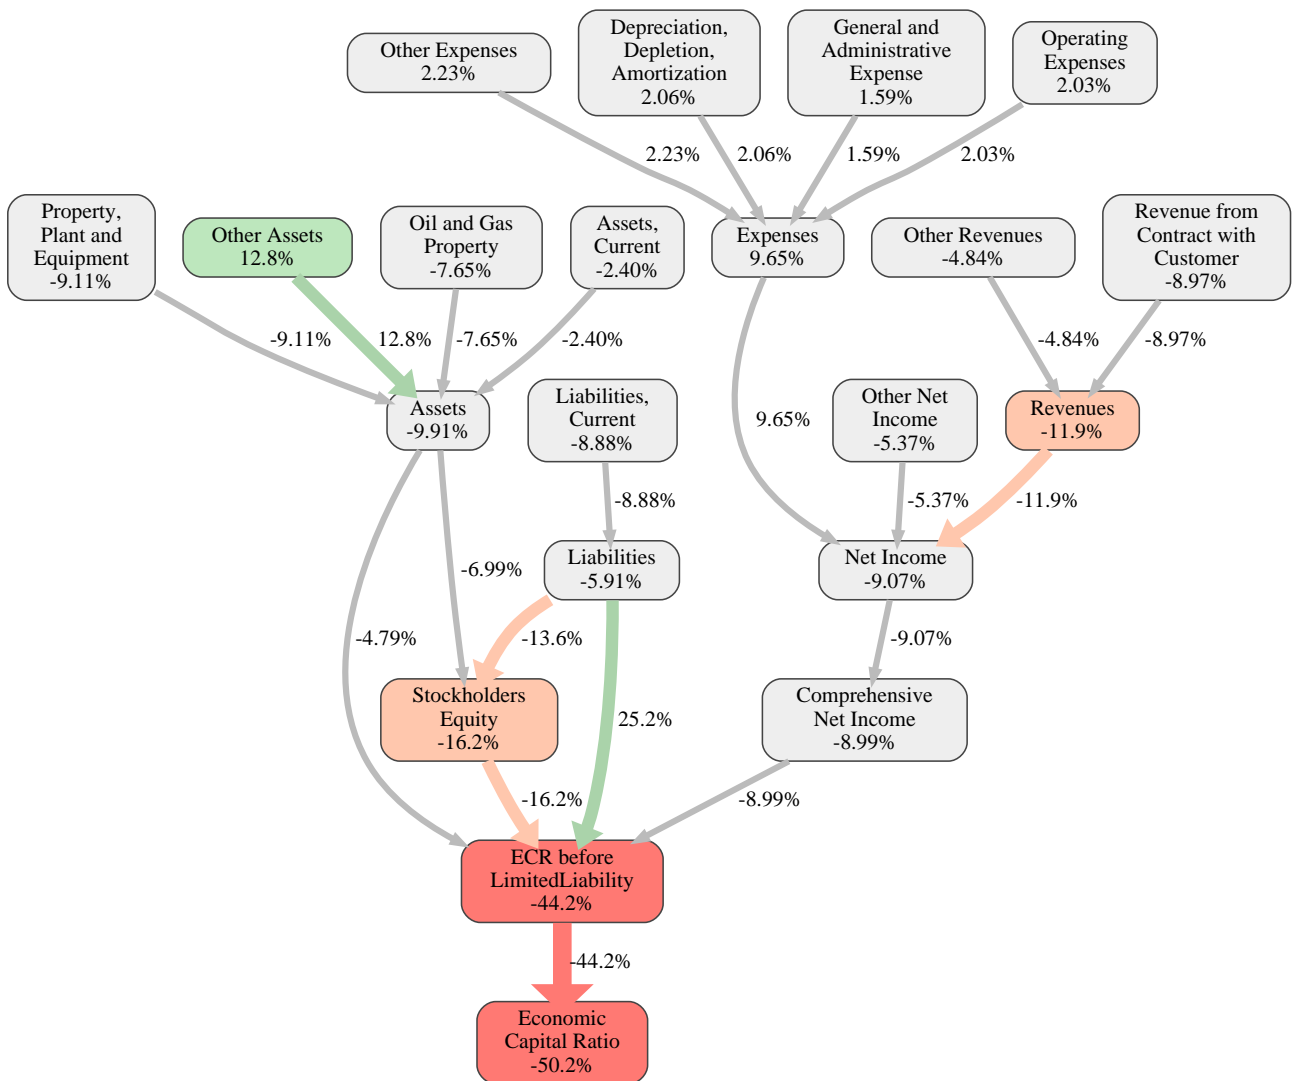 Other Expenses
2.23%
Depreciation,
Depletion,
Amortization
2.06%
General and
Administrative
Expense
1.59%
Operating
Expenses
2.03%
2.23%
2.06%
1.59%
2.03%
Property,
Plant and
Equipment
-9.11%
Other Assets
12.8%
Oil and Gas
Property
-7.65%
Assets,
Current
-2.40%
Expenses
9.65%
Other Revenues
-4.84%
Revenue from
Contract with
Customer
-8.97%
-9.11%
12.8%
-7.65%
-2.40%
-4.84%
-8.97%
Assets
-9.91%
Liabilities,
Current
-8.88%
9.65%
Other Net
Income
-5.37%
Revenues
-11.9%
-8.88%
-5.37%
-11.9%
-6.99%
Liabilities
-5.91%
Net Income
-9.07%
-4.79%
-13.6%
-9.07%
Stockholders
Equity
-16.2%
25.2%
Comprehensive
Net Income
-8.99%
-16.2%
-8.99%
ECR before
LimitedLiability
-44.2%
-44.2%
Economic
Capital Ratio
-50.2%